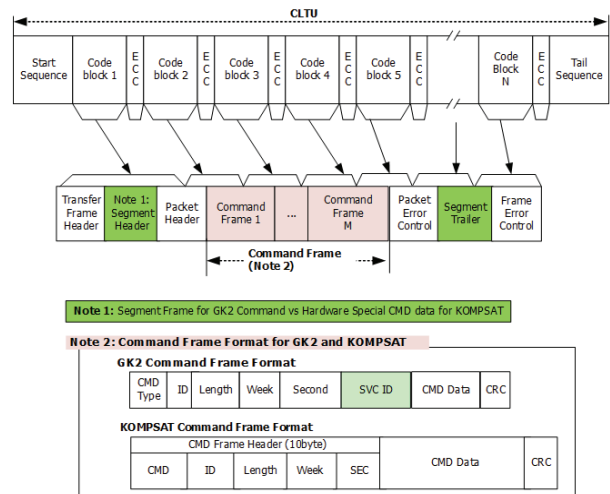 CLTU
Start Sequence
Code block 1
ECC
Code block 2
ECC
Code block 3
ECC
Code block 4
ECC
Code block 5
Code Block N
ECC
Tail Sequence
Transfer Frame Header
Note 1: Segment Header
Packet Header
Command Frame 1
...
Command Frame M
Packet Error Control
Segment Trailer
Frame Error Control
Command Frame
(Note 2)
Note 1: Segment Frame for GK2 Command vs Hardware Special CMD data for KOMPSAT
Note 2: Command Frame Format for GK2 and KOMPSAT
GK2 Command Frame Format
CMD Type
ID
Length
Week
Second
SVC ID
CMD Data
CRC
KOMPSAT Command Frame Format
CMD Frame Header (10byte)
CMD
ID
Length
Week
SEC
CMD Data
CRC